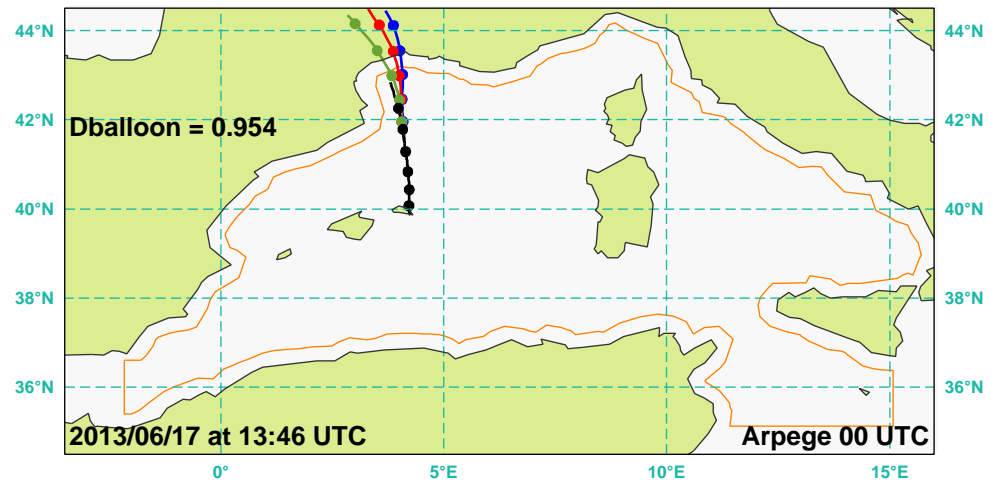 44°N 44°N
42°N 42°N
Dballoon = 0.954
40°N 40°N
38°N 38°N
36°N 36°N
2013/06/17 at 13:46 UTC Arpege 00 UTC
0° 5°E 10°E 15°E